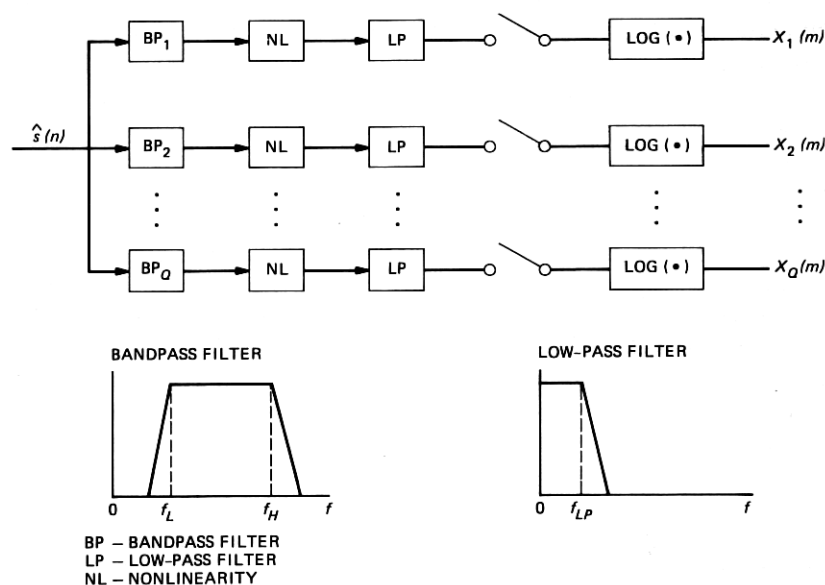 BP1 NL LP LOG (•) X1(m)
ŝ(n)
BP2 NL LP LOG (•) X2(m)
BPQ NL LP LOG (•) XQ(m)
BANDPASS FILTER LOW-PASS FILTER
0 fL fH f 0 fLP f
BP – BANDPASS FILTER
LP – LOW-PASS FILTER
NL – NONLINEARITY